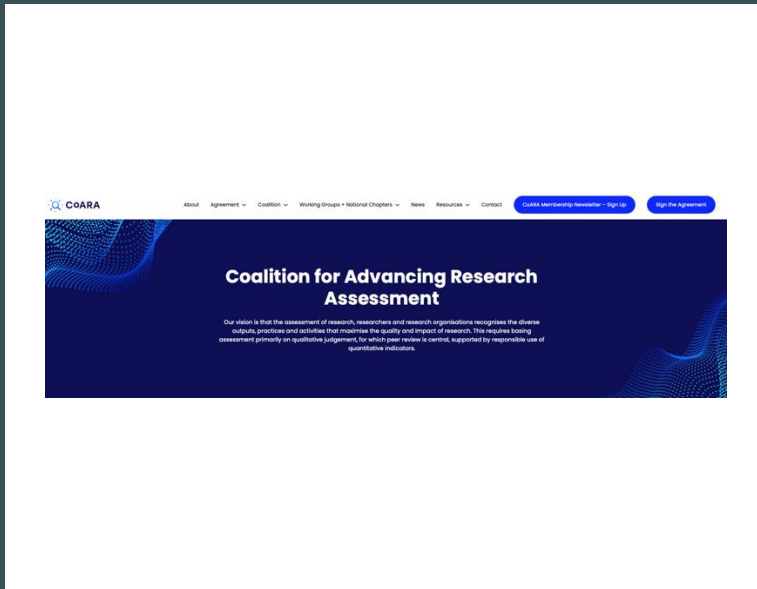 CoARA
About Agreement Coalition Working Groups + National Chapters News Resources Contact CoARA Membership Newsletter – Sign Up Sign the Agreement
Coalition for Advancing Research
Assessment
Our vision is that the assessment of research, researchers and research organisations recognises the diverse
outputs, practices and activities that maximise the quality and impact of research. This requires basing
assessment primarily on qualitative judgement, for which peer review is central, supported by responsible use of
quantitative indicators.